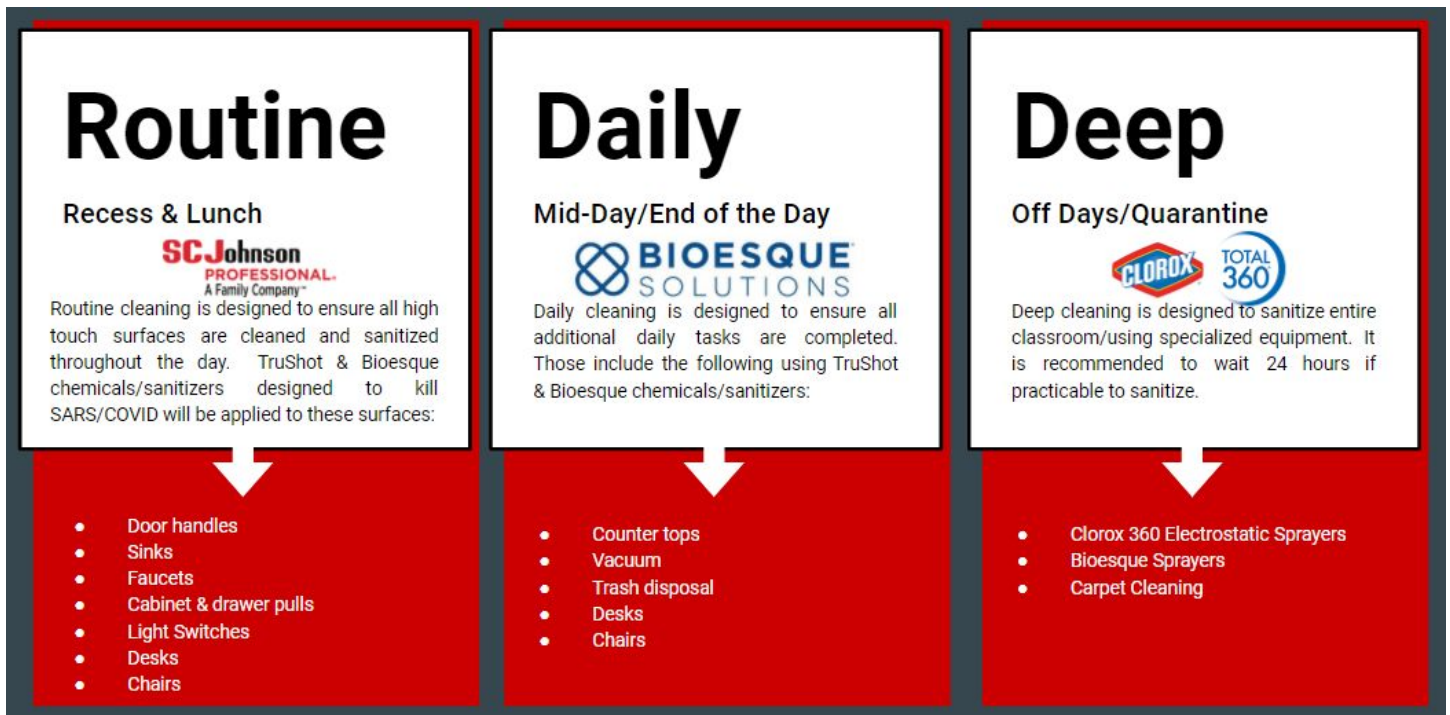 Routine
Recess & Lunch
SC Johnson
PROFESSIONAL.
A Family Company™
Routine cleaning is designed to ensure all high
touch surfaces are cleaned and sanitized
throughout the day. TruShot & Bioesque
chemicals/sanitizers designed to kill
SARS/COVID will be applied to these surfaces:
● Door handles
● Sinks
● Faucets
● Cabinet & drawer pulls
● Light Switches
● Desks
● Chairs
Daily
Mid-Day/End of the Day
BIOESQUE
SOLUTIONS
Daily cleaning is designed to ensure all
additional daily tasks are completed.
Those include the following using TruShot
& Bioesque chemicals/sanitizers:
● Counter tops
● Vacuum
● Trash disposal
● Desks
● Chairs
Deep
Off Days/Quarantine
CLOROX
TOTAL
360
Deep cleaning is designed to sanitize entire
classroom/using specialized equipment. It
is recommended to wait 24 hours if
practicable to sanitize.
● Clorox 360 Electrostatic Sprayers
● Bioesque Sprayers
● Carpet Cleaning